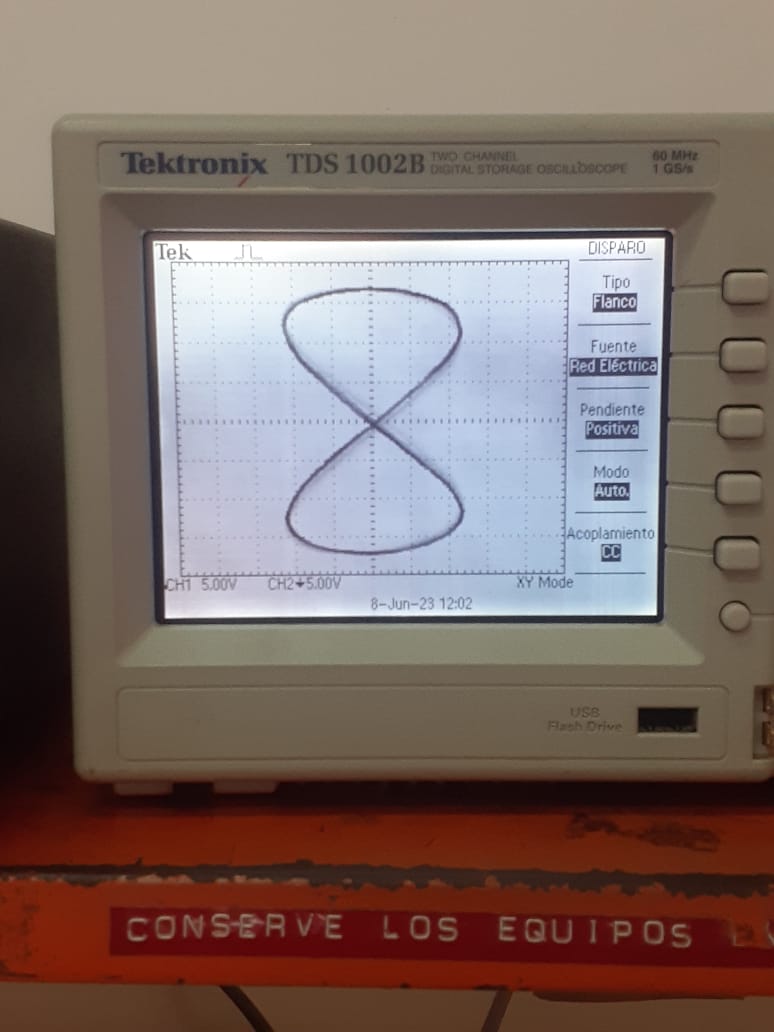 Tektronix TDS 1002B TWO CHANNEL DIGITAL STORAGE OSCILLOSCOPE 60 MHz 1 GS/s
Tek
DISPARO
Tipo
Flanco
Fuente
Red Eléctrica
Pendiente
Positiva
Modo
Auto.
Acoplamiento
CC
CH1 5.00V CH2 5.00V XY Mode
8-Jun-23 12:02
USB
Flash Drive
CONSERVE LOS EQUIPOS